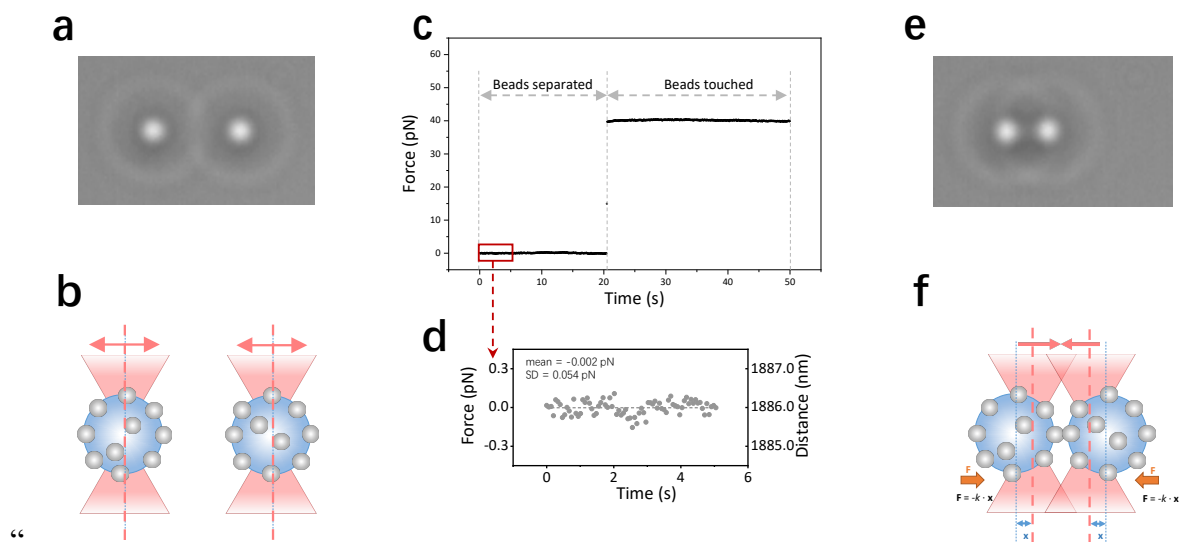 a
c
e
60
50
40
30
20
10
0
Force (pN)
Beads separated
Beads touched
0
10
20
30
40
50
Time (s)
b
d
f
mean = -0.002 pN
SD = 0.054 pN
0.3
0.0
-0.3
Force (pN)
1887.0
1886.0
1885.0
Distance (nm)
0
2
4
6
Time (s)
F
F = -k · x
F
F = -k · x
x
x
“